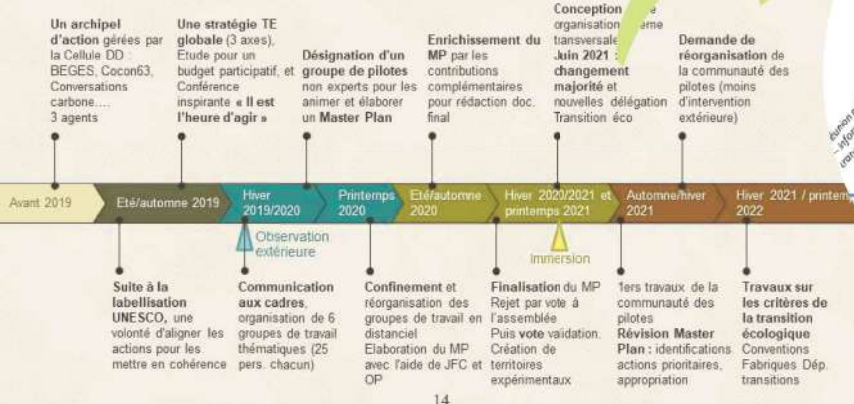 Un archipel
d'action gérées par
la Cellule DD :
BEGES, Cocon63,
Conversations
carbone....
3 agents
Une stratégie TE
globale (3 axes),
Etude pour un
budget participatif, et
Conférence
inspirante « Il est
l'heure d'agir »
Désignation d'un
groupe de pilotes
non experts pour les
animer et élaborer
un Master Plan
Enrichissement du
MP par les
contributions
complémentaires
pour rédaction doc.
final
Conception
organisation
transversale
Juin 2021 :
changement
majorité et
nouvelles délégation
Transition éco
Demande de
réorganisation de
la communauté des
pilotes (moins
d'intervention
extérieure)
Avant 2019
Eté/automne 2019
Hiver
2019/2020
Printemps
2020
Eté/automne
2020
Hiver 2020/2021 et
printemps 2021
Automne/hiver
2021
Hiver 2021 / printemp
2022
Observation
extérieure
Immersion
Suite à la
labellisation
UNESCO, une
volonté d'aligner les
actions pour les
mettre en cohérence
Communication
aux cadres,
organisation de 6
groupes de travail
thématiques (25
pers. chacun)
Confinement et
réorganisation des
groupes de travail en
distanciel
Elaboration du MP
avec l'aide de JFC et
OP
Finalisation du MP
Rejet par vote à
l'assemblée
Puis vote validation.
Création de
territoires
expérimentaux
1ers travaux de la
communauté des
pilotes
Révision Master
Plan : identifications
actions prioritaires,
appropriation
Travaux sur
les critères de
la transition
écologique
Conventions
Fabriques Dép.
transitions
14